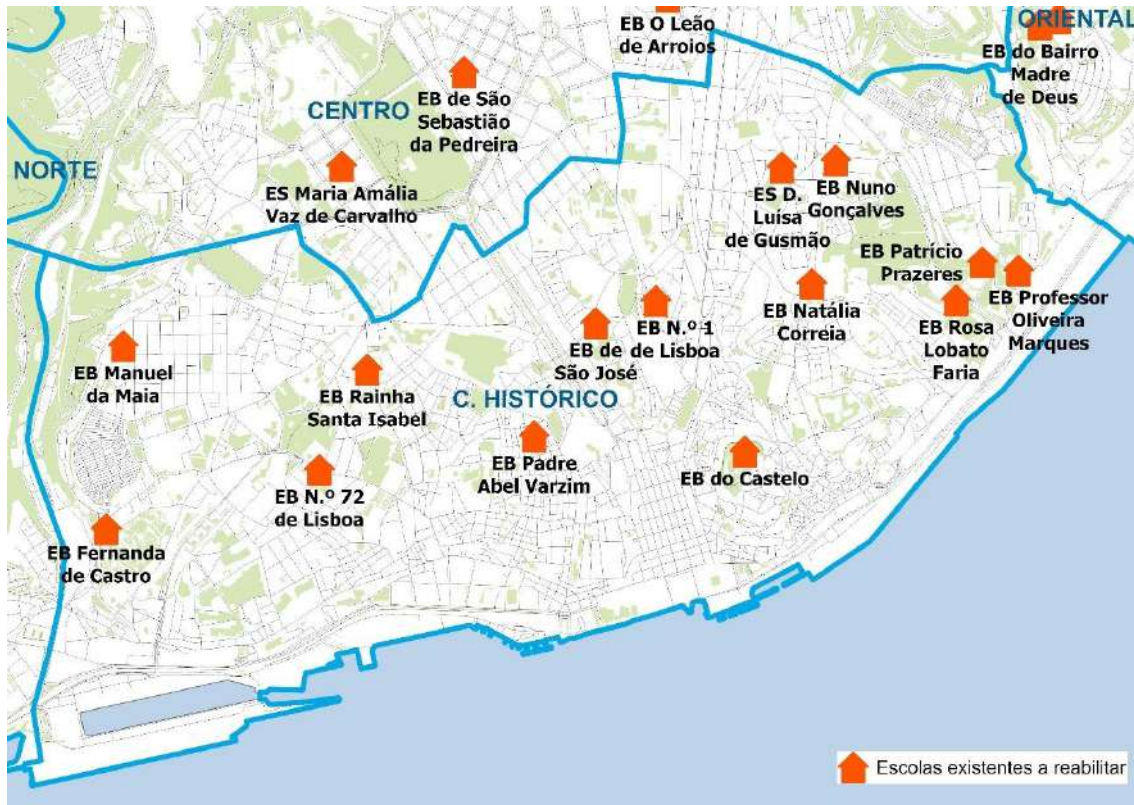 EB O Leão
de Arroios
ORIENTAL
EB do Bairro
Madre
de Deus
CENTRO
EB de São
Sebastião
da Pedreira
NORTE
ES Maria Amália
Vaz de Carvalho
ES D.
Luísa
de Gusmão
EB Nuno
Gonçalves
EB Patrício
Prazeres
EB Professor
Oliveira
Marques
EB Natália
Correia
EB Rosa
Lobato
Faria
EB N.º 1
de Lisboa
EB de
São José
EB Manuel
da Maia
EB Rainha
Santa Isabel
C. HISTÓRICO
EB Padre
Abel Varzim
EB do Castelo
EB N.º 72
de Lisboa
EB Fernanda
de Castro
Escolas existentes a reabilitar